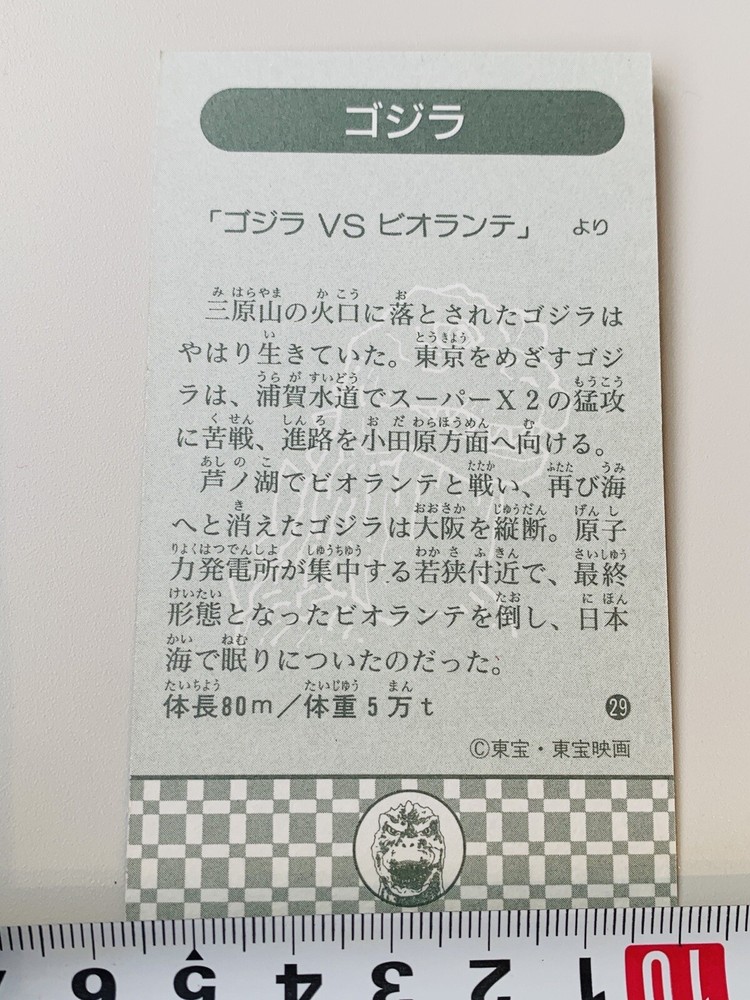 ゴジラ
「ゴジラ VS ビオランテ」 より
三原山の火口に落とされたゴジラは
やはり生きていた。東京をめざすゴジ
ラは、浦賀水道でスーパーX2の猛攻
に苦戦、進路を小田原方面へ向ける。
芦ノ湖でビオランテと戦い、再び海
へと消えたゴジラは大阪を縦断。原子
力発電所が集中する若狭付近で、最終
形態となったビオランテを倒し、日本
海で眠りについたのだった。
体長80m/体重5万t 29
©東宝・東宝映画
6 5 4 3 2 1 10